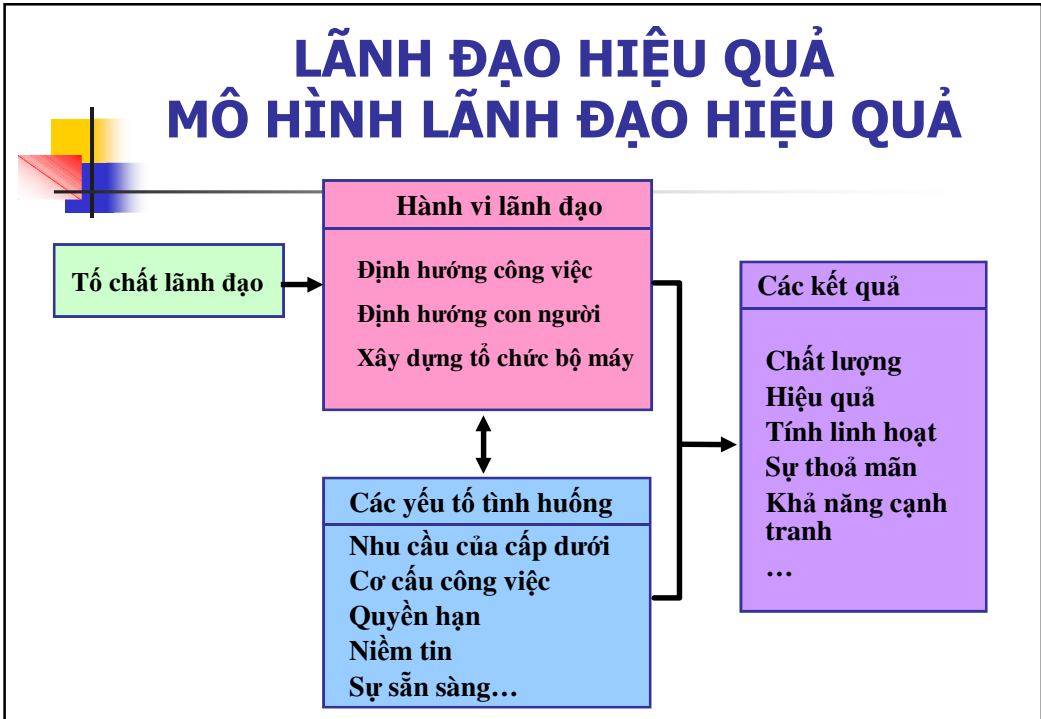 LÃNH ĐẠO HIỆU QUẢ
MÔ HÌNH LÃNH ĐẠO HIỆU QUẢ
Tố chất lãnh đạo
Hành vi lãnh đạo
Định hướng công việc
Định hướng con người
Xây dựng tổ chức bộ máy
Các yếu tố tình huống
Nhu cầu của cấp dưới
Cơ cấu công việc
Quyền hạn
Niềm tin
Sự sẵn sàng…
Các kết quả
Chất lượng
Hiệu quả
Tính linh hoạt
Sự thoả mãn
Khả năng cạnh
tranh
…